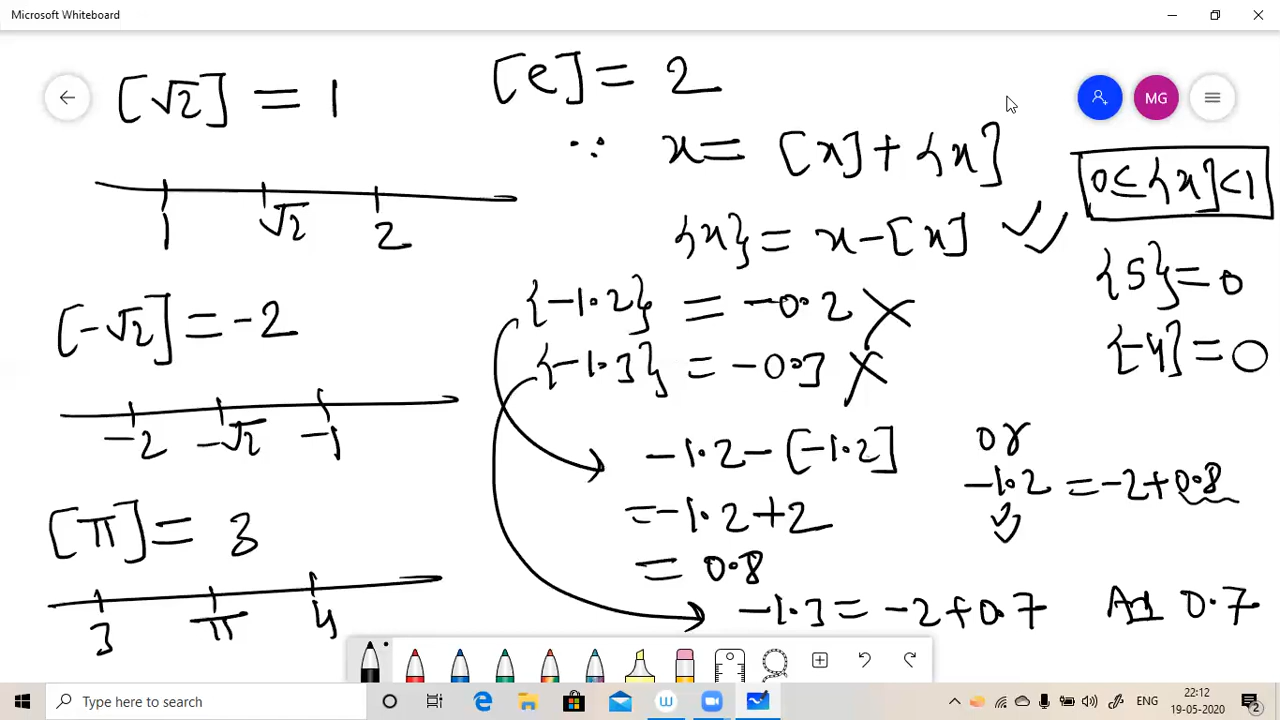 Microsoft Whiteboard
[√2] = 1
1 √2 2
[-√2] = -2
-2 -√2 -1
[π] = 3
3 π 4
[e] = 2
∵ x = [x] + {x]
{x} = x - [x]
{-1.2} = -0.2 X
{-1.3} = -0.3 X
-1.2 - [-1.2]
= -1.2 + 2
= 0.8
-1.3 = -2 + 0.7 Ans 0.7
MG
0 ≤ {x] < 1
{5} = 0
{-4] = 0
or
-1.2 = -2 + 0.8
Type here to search
ENG
22:12
19-05-2020
2